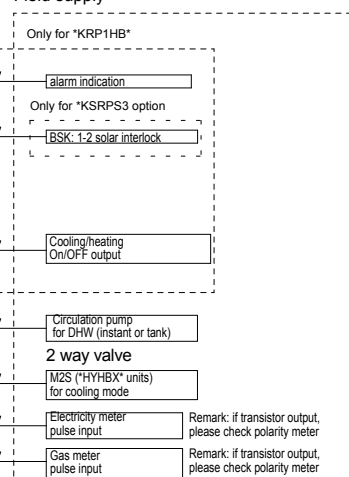 Only for *KRP1HB*
alarm indication
Only for *KSRPS3 option
BSK: 1-2 solar interlock
Cooling/heating
On/OFF output
Circulation pump
for DHW (instant or tank)
2 way valve
M2S (*HYHBX* units)
for cooling mode
Electricity meter
pulse input
Remark: if transistor output,
please check polarity meter
Gas meter
pulse input
Remark: if transistor output,
please check polarity meter